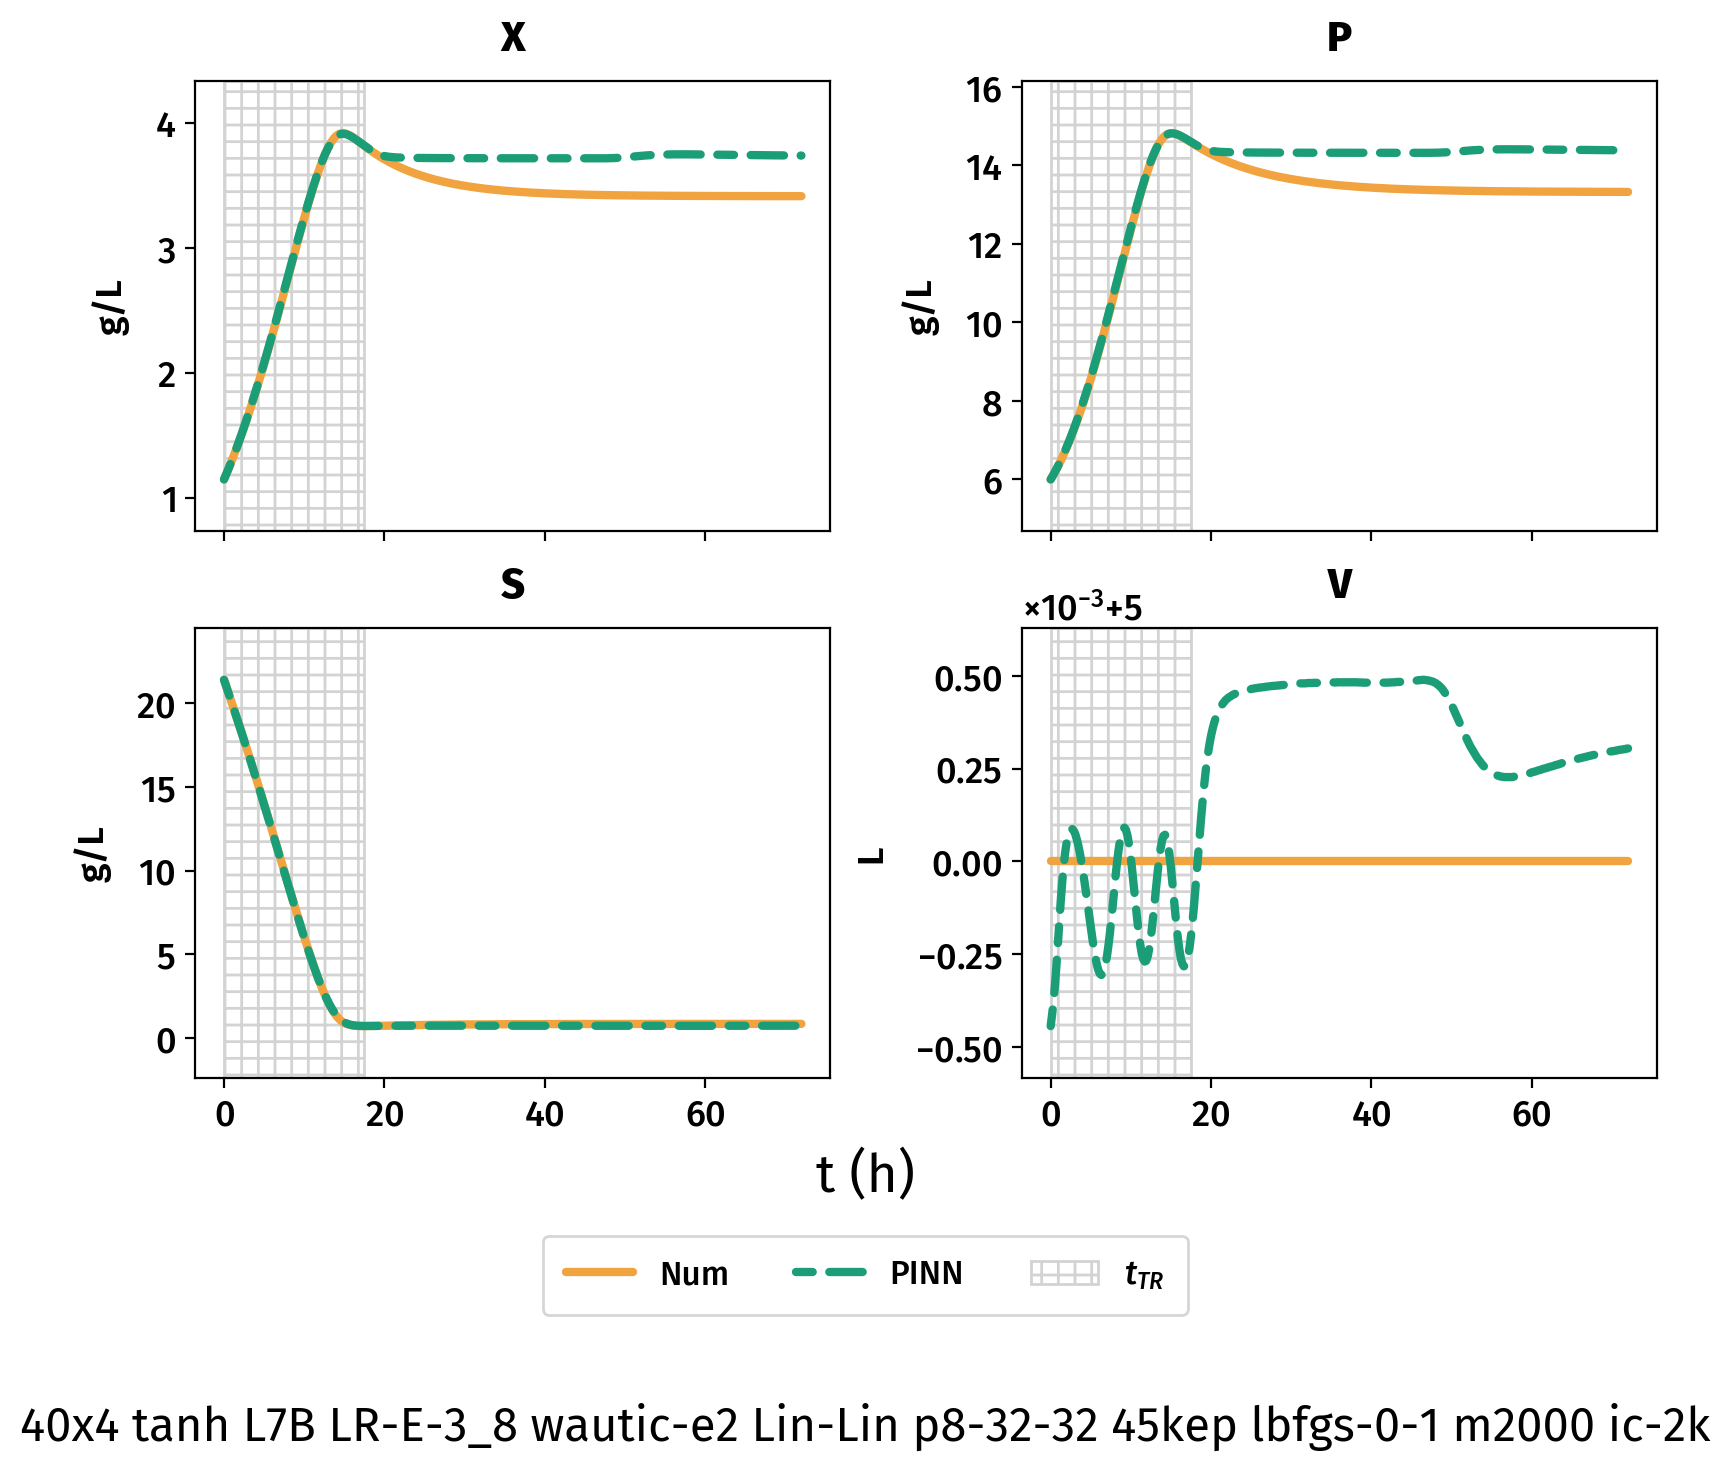 X
P
4
3
2
1
g/L
16
14
12
10
8
6
g/L
S
V
×10⁻³+5
20
15
10
5
0
g/L
0.50
0.25
0.00
−0.25
−0.50
L
0 20 40 60
0 20 40 60
t (h)
Num PINN t_TR
40x4 tanh L7B LR-E-3_8 wautic-e2 Lin-Lin p8-32-32 45kep lbfgs-0-1 m2000 ic-2k